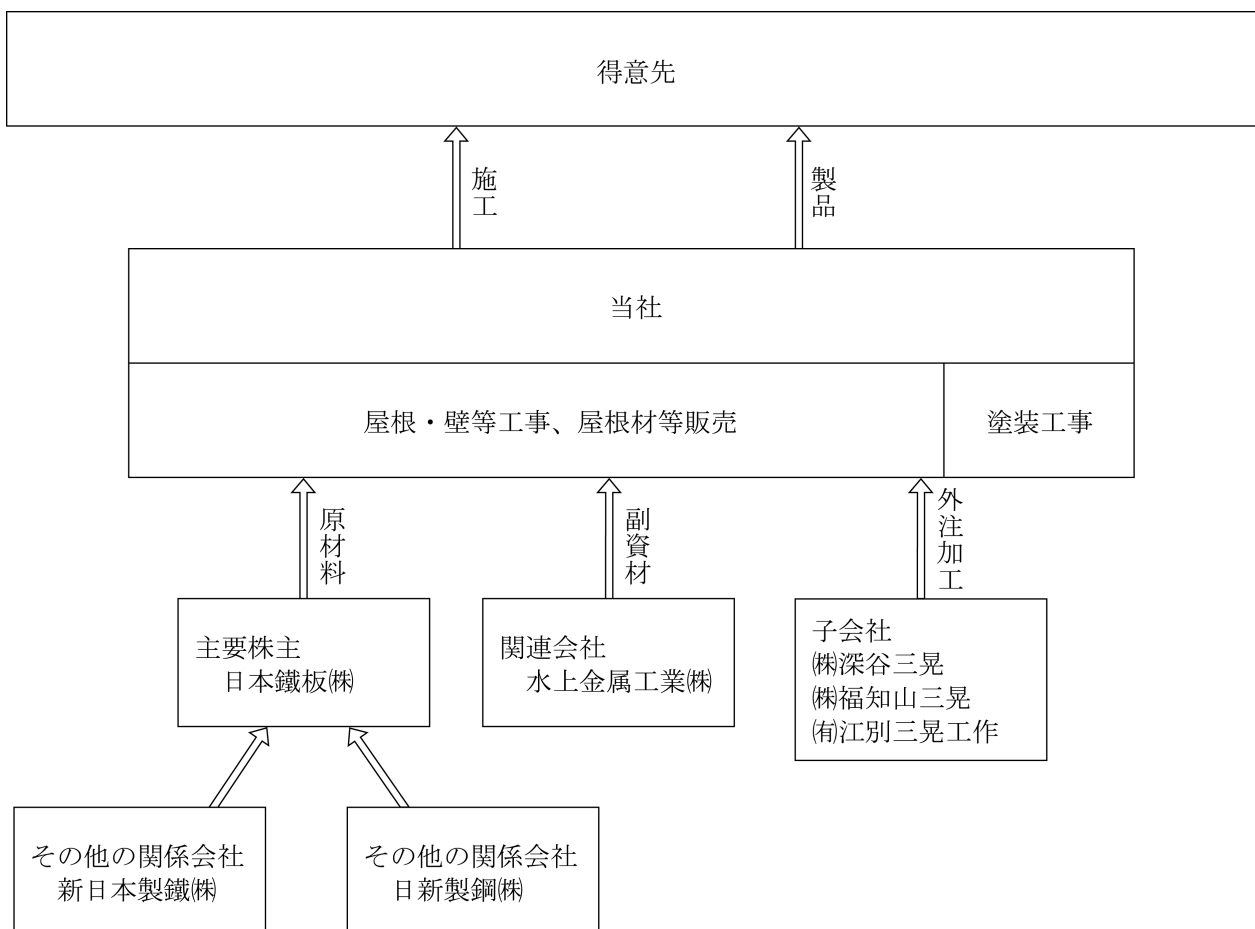 得意先
施工
製品
当社
屋根・壁等工事、屋根材等販売
塗装工事
原材料
副資材
外注加工
主要株主
日本鐵板㈱
関連会社
水上金属工業㈱
子会社
㈱深谷三晃
㈱福知山三晃
㈲江別三晃工作
その他の関係会社
新日本製鐵㈱
その他の関係会社
日新製鋼㈱